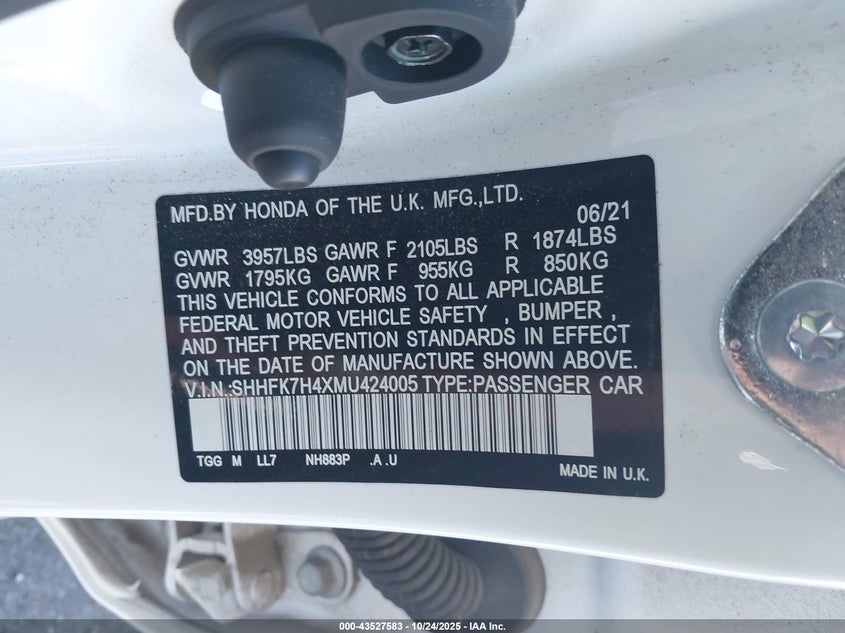 MFD.BY HONDA OF THE U.K. MFG.,LTD.
06/21
GVWR 3957LBS GAWR F 2105LBS R 1874LBS
GVWR 1795KG GAWR F 955KG R 850KG
THIS VEHICLE CONFORMS TO ALL APPLICABLE
FEDERAL MOTOR VEHICLE SAFETY , BUMPER ,
AND THEFT PREVENTION STANDARDS IN EFFECT
ON THE DATE OF MANUFACTURE SHOWN ABOVE.
V.I.N.:SHHFK7H4XMU424005 TYPE:PASSENGER CAR
TGG M LL7 NH883P .A .U
MADE IN U.K.
000-43527583 | 10/24/2025 | IAA Inc.